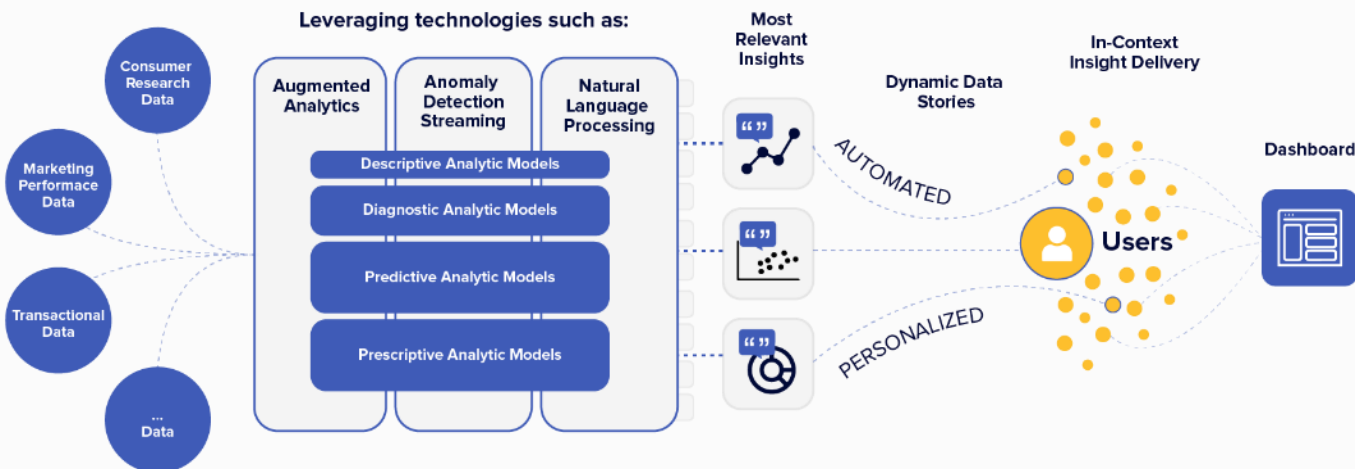 Leveraging technologies such as:
Consumer
Research
Data
Marketing
Performace
Data
Transactional
Data
...
Data
Augmented
Analytics
Anomaly
Detection
Streaming
Natural
Language
Processing
Descriptive Analytic Models
Diagnostic Analytic Models
Predictive Analytic Models
Prescriptive Analytic Models
Most
Relevant
Insights
“ ”
“ ”
“ ”
Dynamic Data
Stories
AUTOMATED
PERSONALIZED
In-Context
Insight Delivery
Users
Dashboard